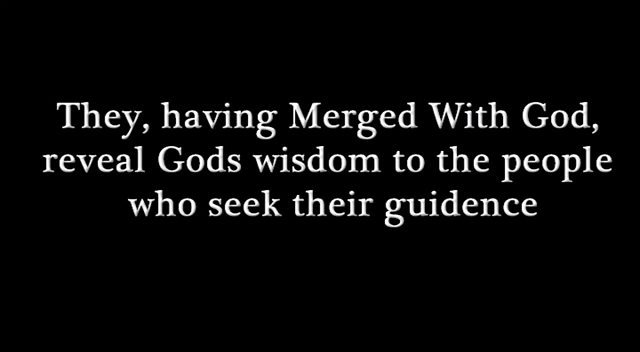 They, having Merged With God,
reveal Gods wisdom to the people
who seek their guidence